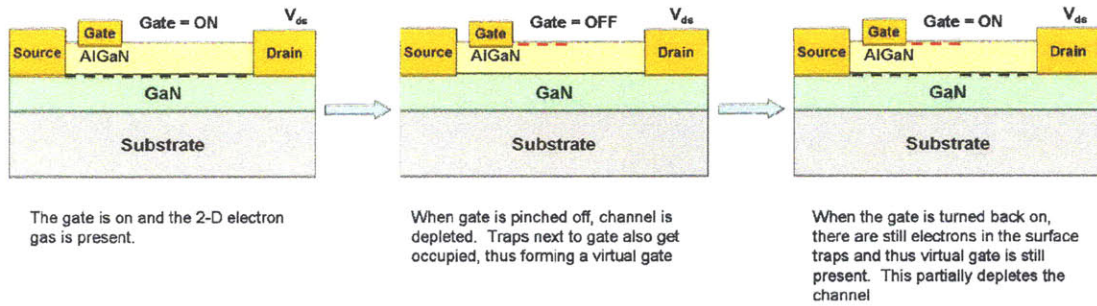 Gate = ON
V_ds
Source
Gate
AlGaN
Drain
GaN
Substrate
The gate is on and the 2-D electron
gas is present.
Gate = OFF
V_ds
Source
Gate
AlGaN
Drain
GaN
Substrate
When gate is pinched off, channel is
depleted. Traps next to gate also get
occupied, thus forming a virtual gate
Gate = ON
V_ds
Source
Gate
AlGaN
Drain
GaN
Substrate
When the gate is turned back on,
there are still electrons in the surface
traps and thus virtual gate is still
present. This partially depletes the
channel